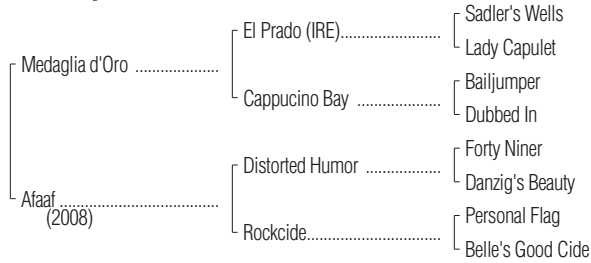 Sadler's Wells
El Prado (IRE)....................
Lady Capulet
Medaglia d'Oro ...................
Bailjumper
Cappucino Bay ...................
Dubbed In
Forty Niner
Distorted Humor .................
Danzig's Beauty
Afaaf....................................
(2008)
Personal Flag
Rockcide..............................
Belle's Good Cide